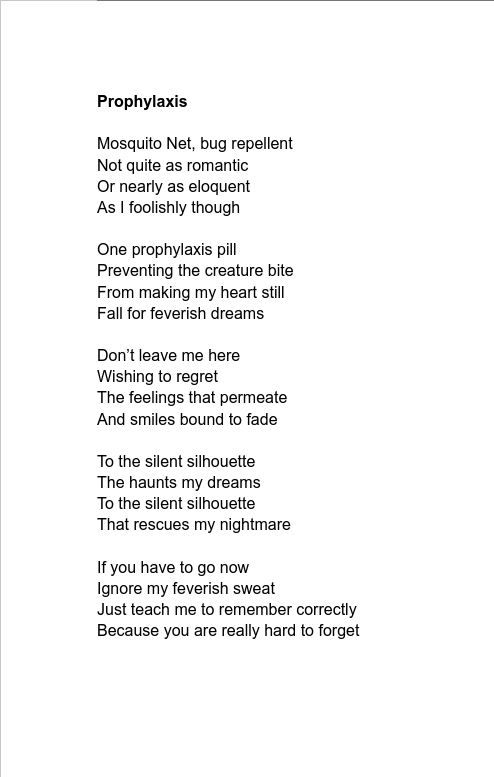 Prophylaxis
Mosquito Net, bug repellent
Not quite as romantic
Or nearly as eloquent
As I foolishly though
One prophylaxis pill
Preventing the creature bite
From making my heart still
Fall for feverish dreams
Don’t leave me here
Wishing to regret
The feelings that permeate
And smiles bound to fade
To the silent silhouette
The haunts my dreams
To the silent silhouette
That rescues my nightmare
If you have to go now
Ignore my feverish sweat
Just teach me to remember correctly
Because you are really hard to forget